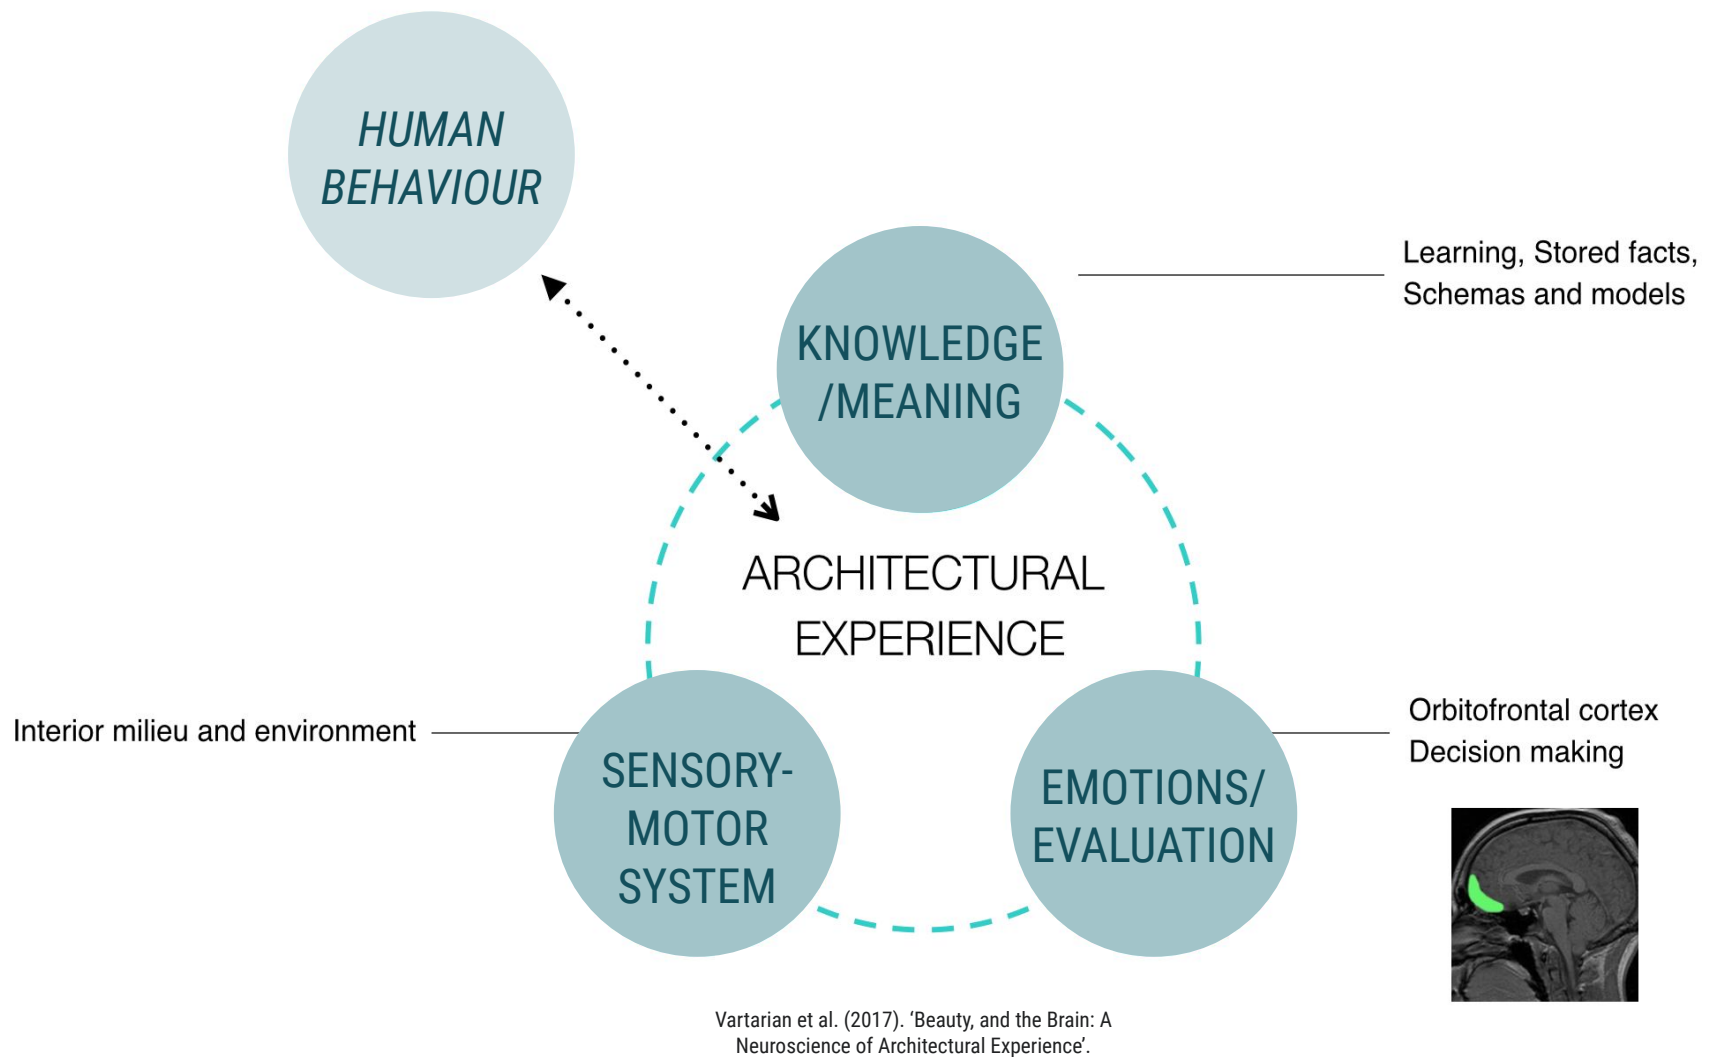 HUMAN
BEHAVIOUR
KNOWLEDGE
/MEANING
Learning, Stored facts,
Schemas and models
ARCHITECTURAL
EXPERIENCE
Interior milieu and environment
SENSORY-
MOTOR
SYSTEM
EMOTIONS/
EVALUATION
Orbitofrontal cortex
Decision making
Vartarian et al. (2017). ‘Beauty, and the Brain: A
Neuroscience of Architectural Experience’.